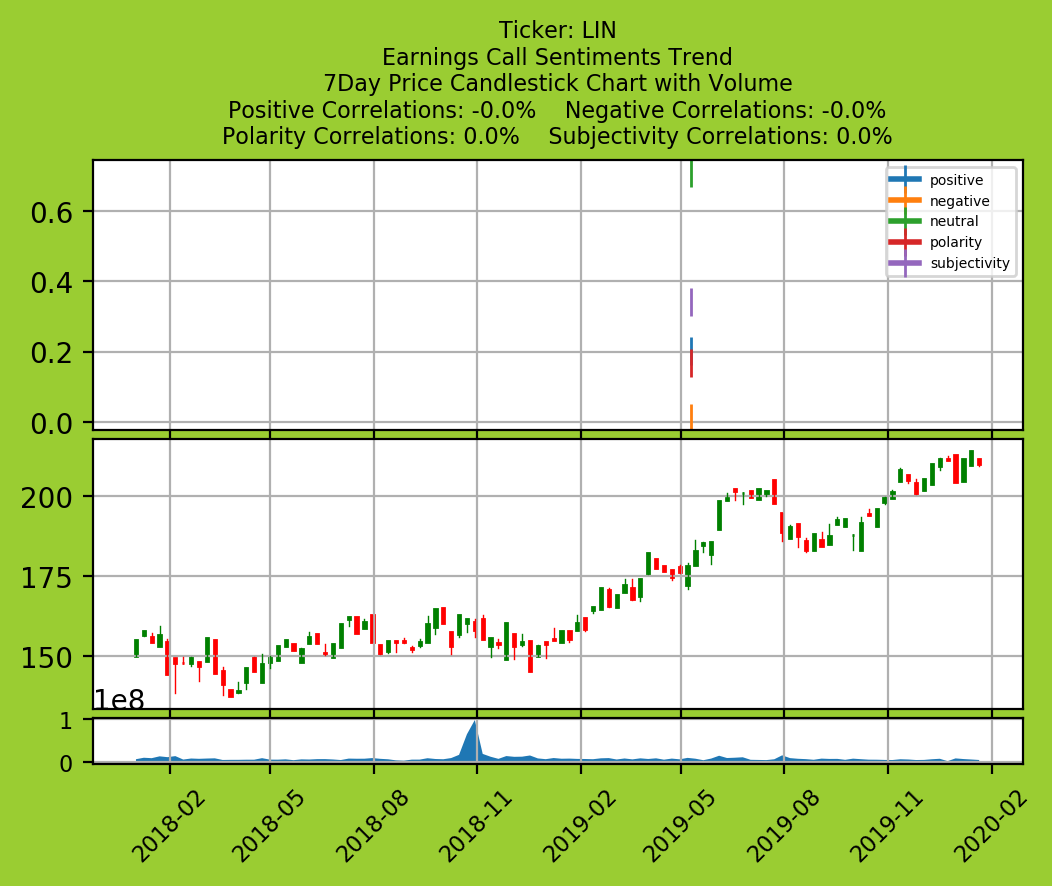 Ticker: LIN
Earnings Call Sentiments Trend
7Day Price Candlestick Chart with Volume
Positive Correlations: -0.0%    Negative Correlations: -0.0%
Polarity Correlations: 0.0%    Subjectivity Correlations: 0.0%
positive
negative
neutral
polarity
subjectivity
0.6
0.4
0.2
0.0
200
175
150
1e8
1
0
2018-02
2018-05
2018-08
2018-11
2019-02
2019-05
2019-08
2019-11
2020-02